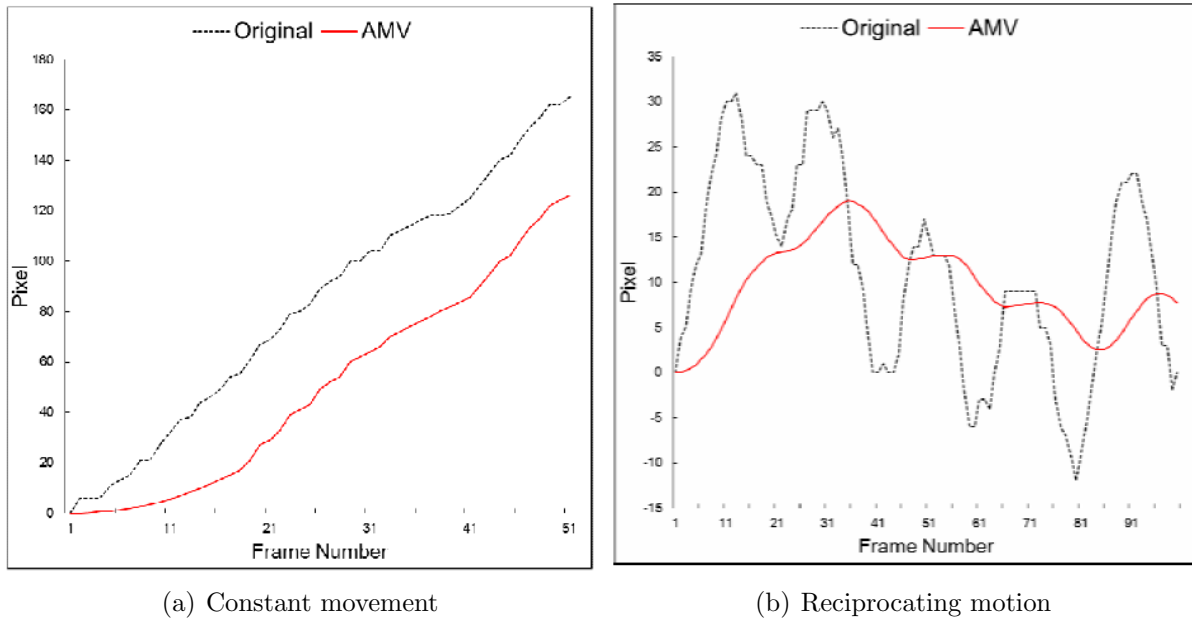 Original AMV
180
160
140
120
100
80
60
40
20
0
Pixel
1 11 21 31 41 51
Frame Number
(a) Constant movement
Original AMV
35
30
25
20
15
10
5
0
-5
-10
-15
Pixel
1 11 21 31 41 51 61 71 81 91
Frame Number
(b) Reciprocating motion